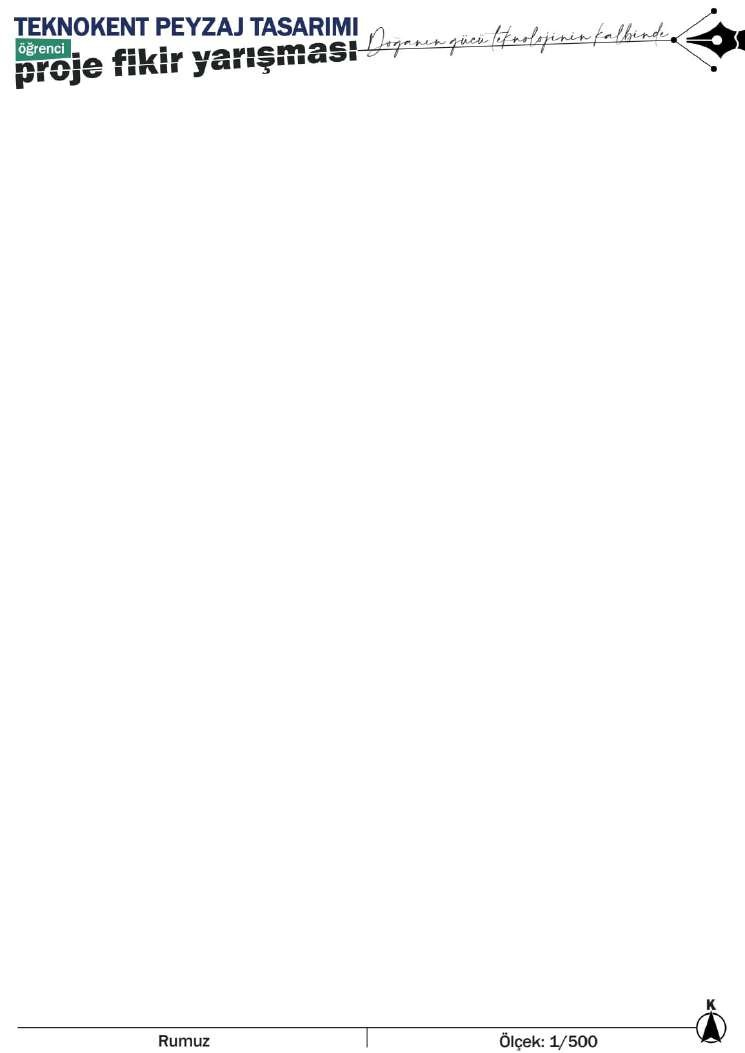 TEKNOKENT PEYZAJ TASARIMI
öğrenci
proje fikir yarışması
Doğanın gücü teknolojinin kalbinde
K
Rumuz
Ölçek: 1/500